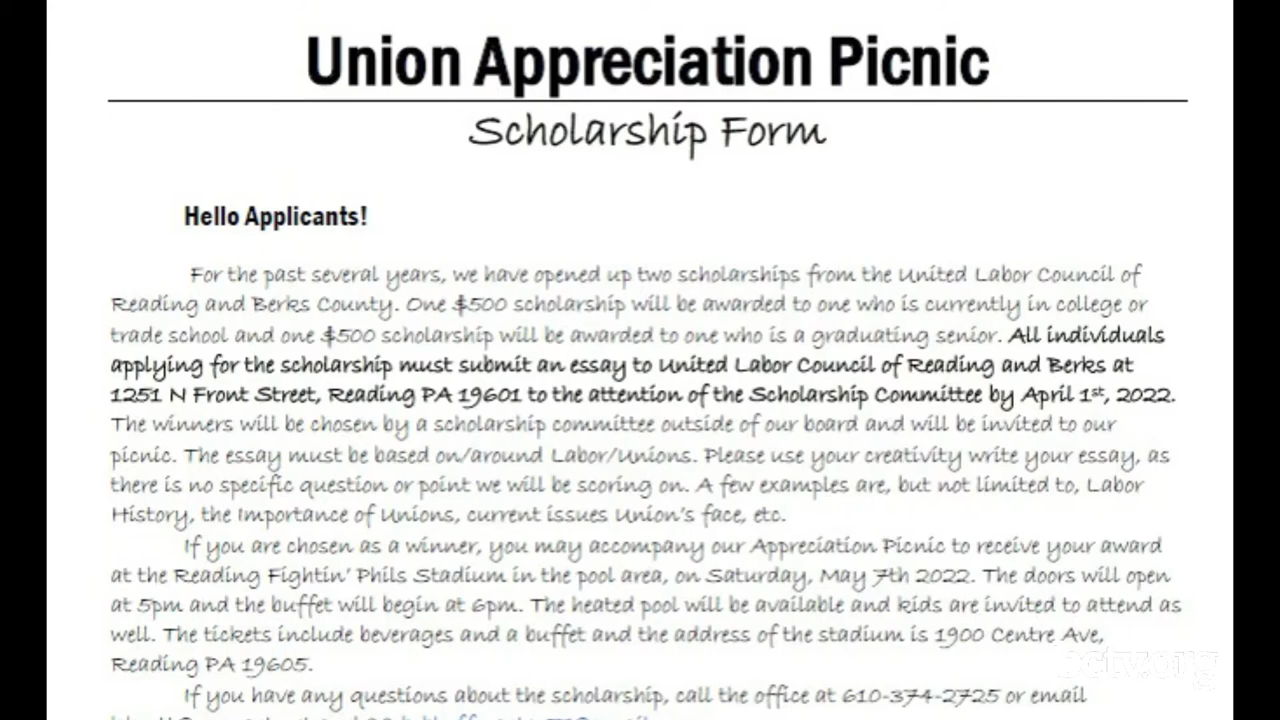 Union Appreciation Picnic
Scholarship Form
Hello Applicants!
For the past several years, we have opened up two scholarships from the United Labor Council of
Reading and Berks County. One $500 scholarship will be awarded to one who is currently in college or
trade school and one $500 scholarship will be awarded to one who is a graduating senior. All individuals
applying for the scholarship must submit an essay to United Labor Council of Reading and Berks at
1251 N Front Street, Reading PA 19601 to the attention of the Scholarship Committee by April 1st, 2022.
The winners will be chosen by a scholarship committee outside of our board and will be invited to our
picnic. The essay must be based on/around Labor/Unions. Please use your creativity write your essay, as
there is no specific question or point we will be scoring on. A few examples are, but not limited to, Labor
History, the Importance of Unions, current issues Union's face, etc.
If you are chosen as a winner, you may accompany our Appreciation Picnic to receive your award
at the Reading Fightin' Phils Stadium in the pool area, on Saturday, May 7th 2022. The doors will open
at 5pm and the buffet will begin at 6pm. The heated pool will be available and kids are invited to attend as
well. The tickets include beverages and a buffet and the address of the stadium is 1900 Centre Ave,
Reading PA 19605.
bctv.org
If you have any questions about the scholarship, call the office at 610-374-2725 or email